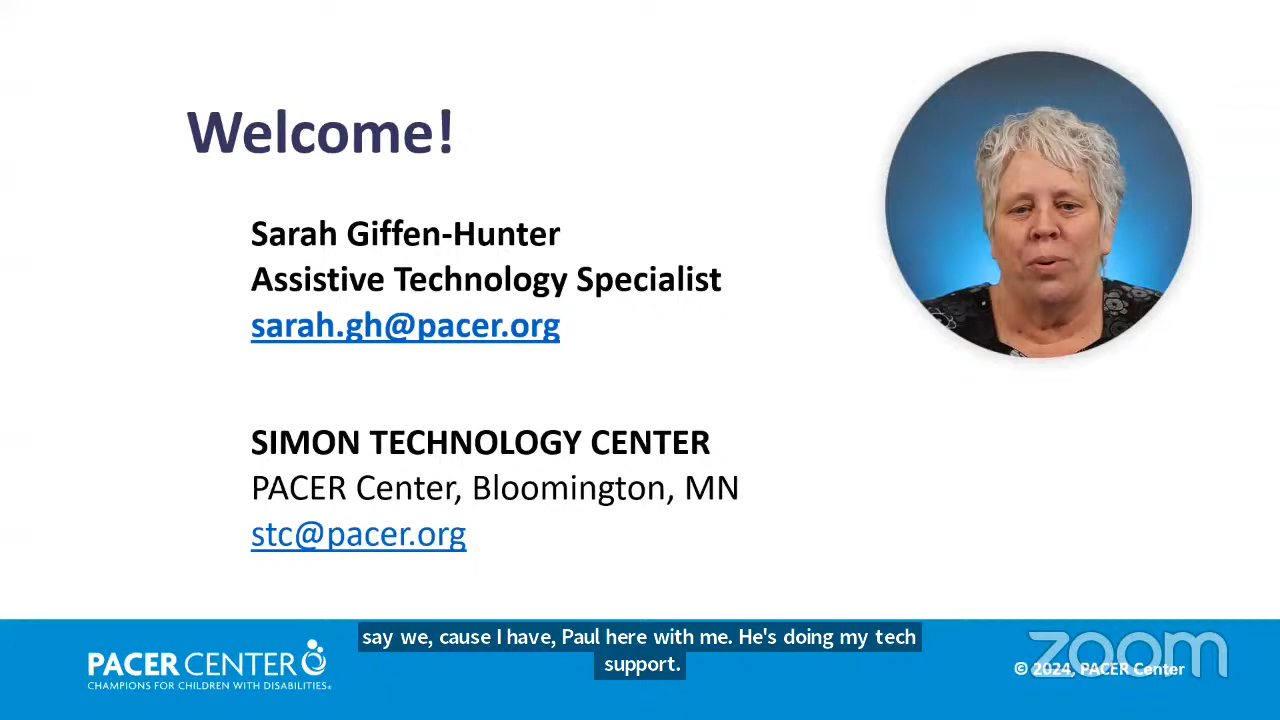 Welcome!
Sarah Giffen-Hunter
Assistive Technology Specialist
sarah.gh@pacer.org
SIMON TECHNOLOGY CENTER
PACER Center, Bloomington, MN
stc@pacer.org
say we, cause I have, Paul here with me. He's doing my tech
support.
PACER CENTER
CHAMPIONS FOR CHILDREN WITH DISABILITIES®
zoom
© 2024, PACER Center